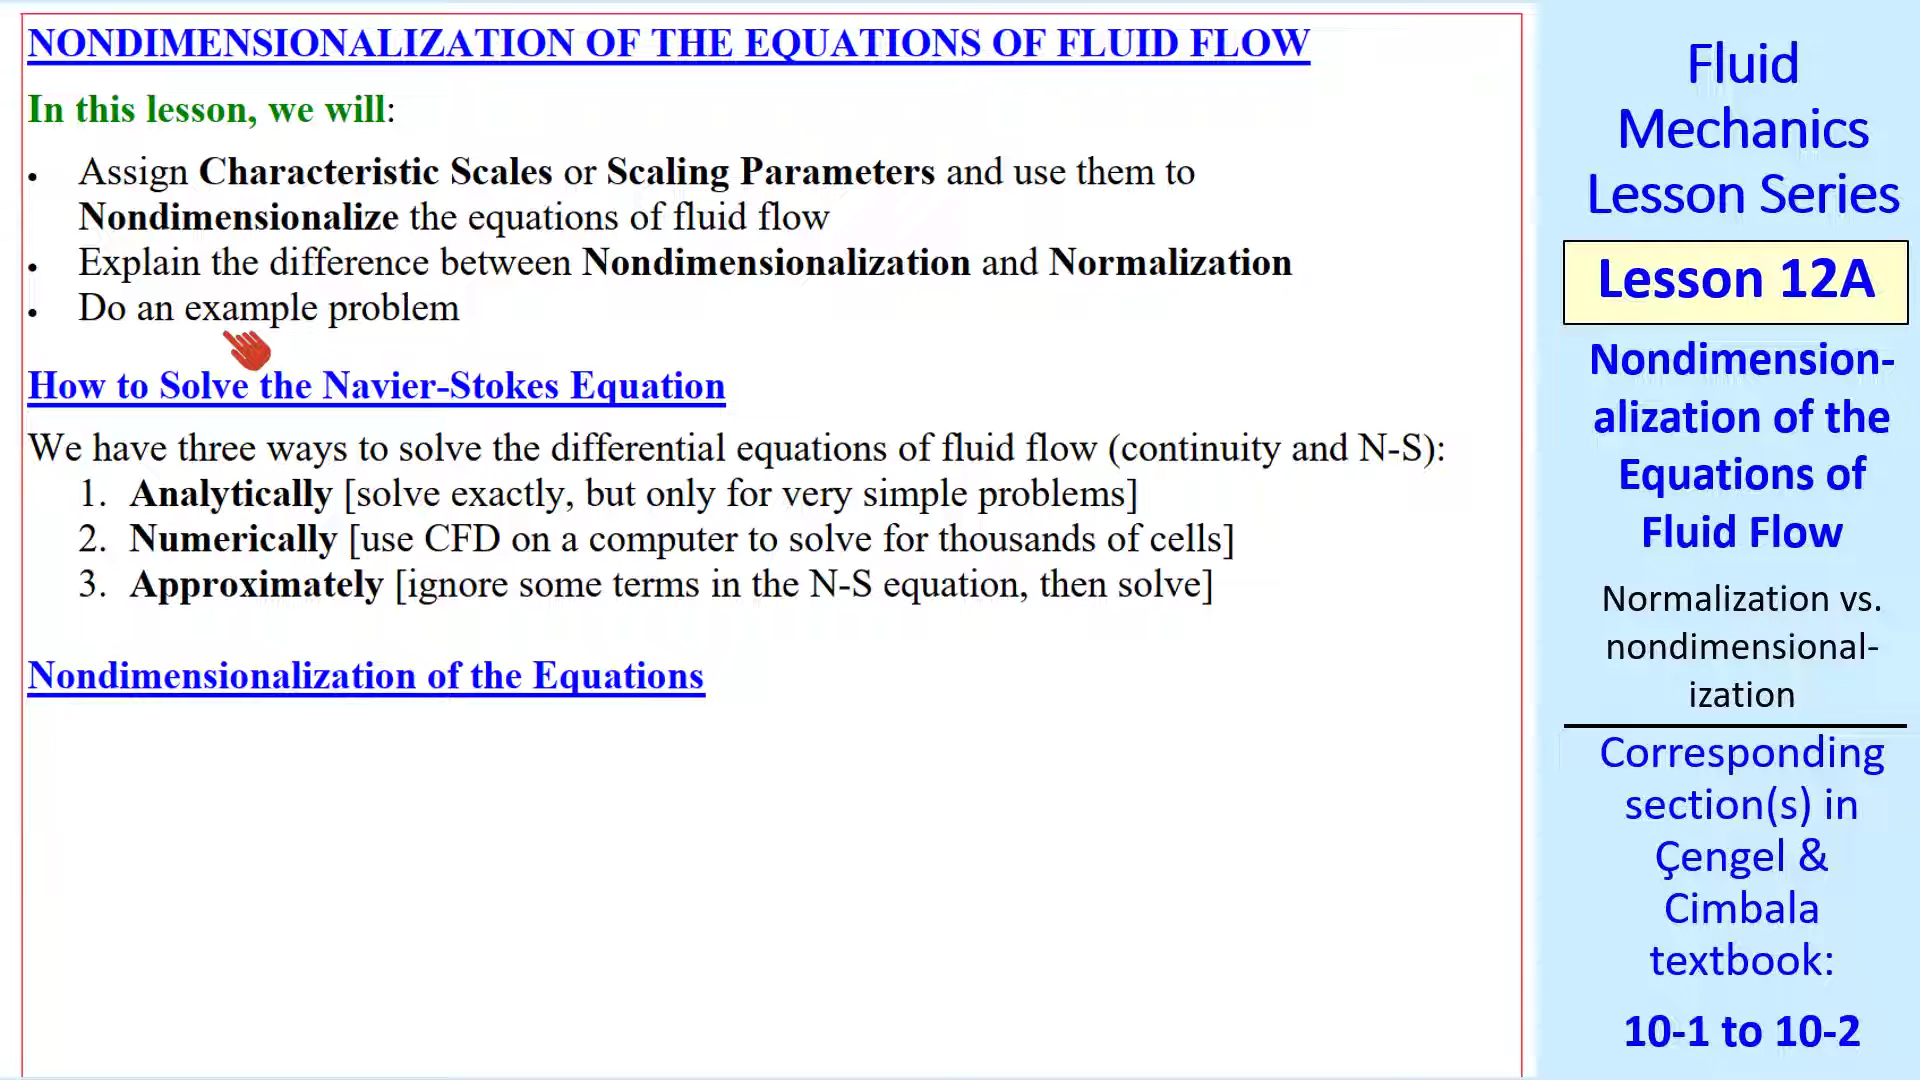 NONDIMENSIONALIZATION OF THE EQUATIONS OF FLUID FLOW
In this lesson, we will:
• Assign Characteristic Scales or Scaling Parameters and use them to
Nondimensionalize the equations of fluid flow
• Explain the difference between Nondimensionalization and Normalization
• Do an example problem
How to Solve the Navier-Stokes Equation
We have three ways to solve the differential equations of fluid flow (continuity and N-S):
1. Analytically [solve exactly, but only for very simple problems]
2. Numerically [use CFD on a computer to solve for thousands of cells]
3. Approximately [ignore some terms in the N-S equation, then solve]
Nondimensionalization of the Equations
Fluid
Mechanics
Lesson Series
Lesson 12A
Nondimension-
alization of the
Equations of
Fluid Flow
Normalization vs.
nondimensional-
ization
Corresponding
section(s) in
Çengel &
Cimbala
textbook:
10-1 to 10-2